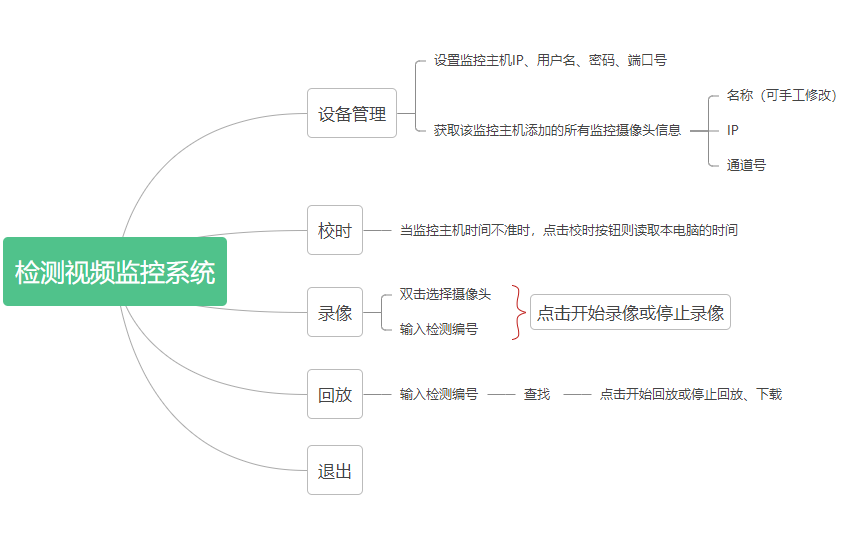 检测视频监控系统
设备管理
设置监控主机IP、用户名、密码、端口号
获取该监控主机添加的所有监控摄像头信息
名称（可手工修改）
IP
通道号
校时
当监控主机时间不准时，点击校时按钮则读取本电脑的时间
录像
双击选择摄像头
输入检测编号
点击开始录像或停止录像
回放
输入检测编号
查找
点击开始回放或停止回放、下载
退出